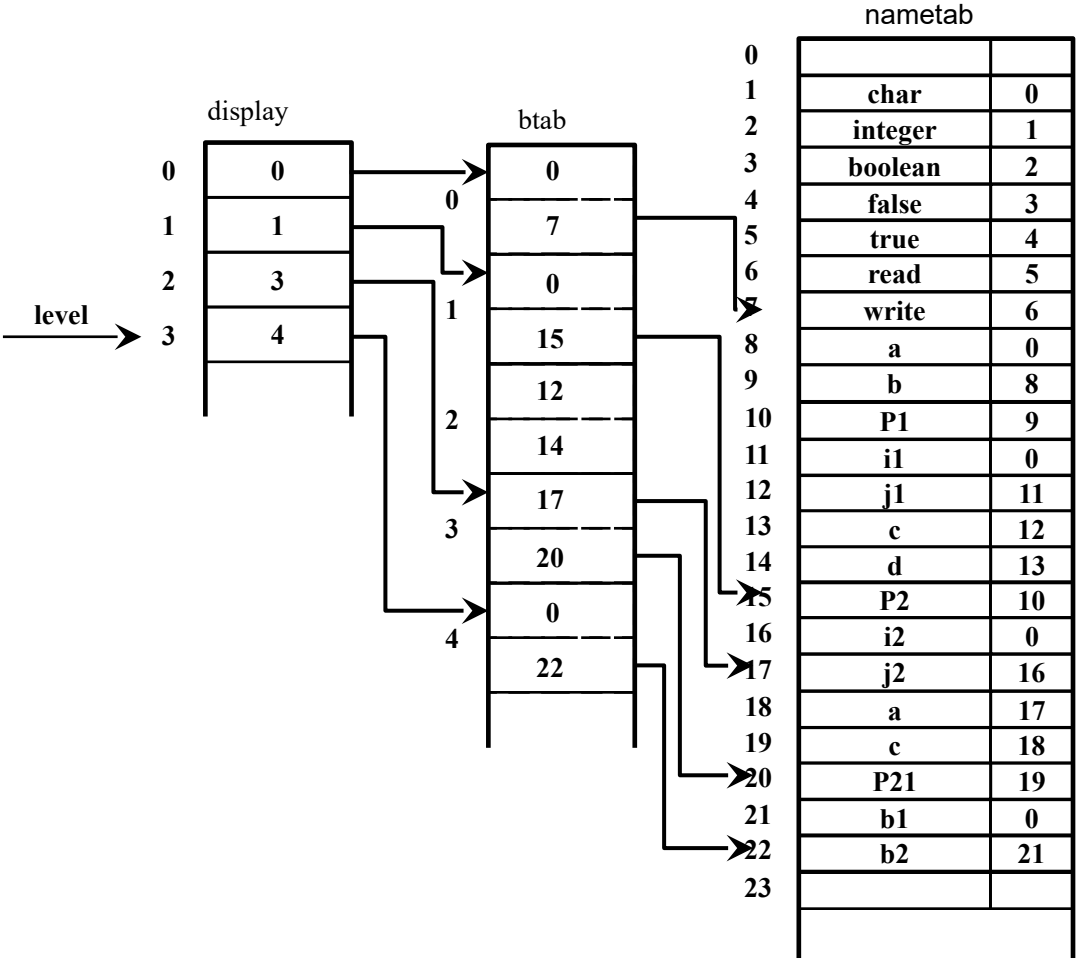 nametab
0
1 char 0
display
btab
2 integer 1
3 boolean 2
0 0
0
0
4 false 3
1 1
7
5 true 4
2 3
0
6 read 5
1
7 write 6
level
3 4
15
8 a 0
12
9 b 8
2
14
10 P1 9
11 i1 0
17
12 j1 11
3
13 c 12
20
14 d 13
15 P2 10
0
4
16 i2 0
22
17 j2 16
18 a 17
19 c 18
20 P21 19
21 b1 0
22 b2 21
23